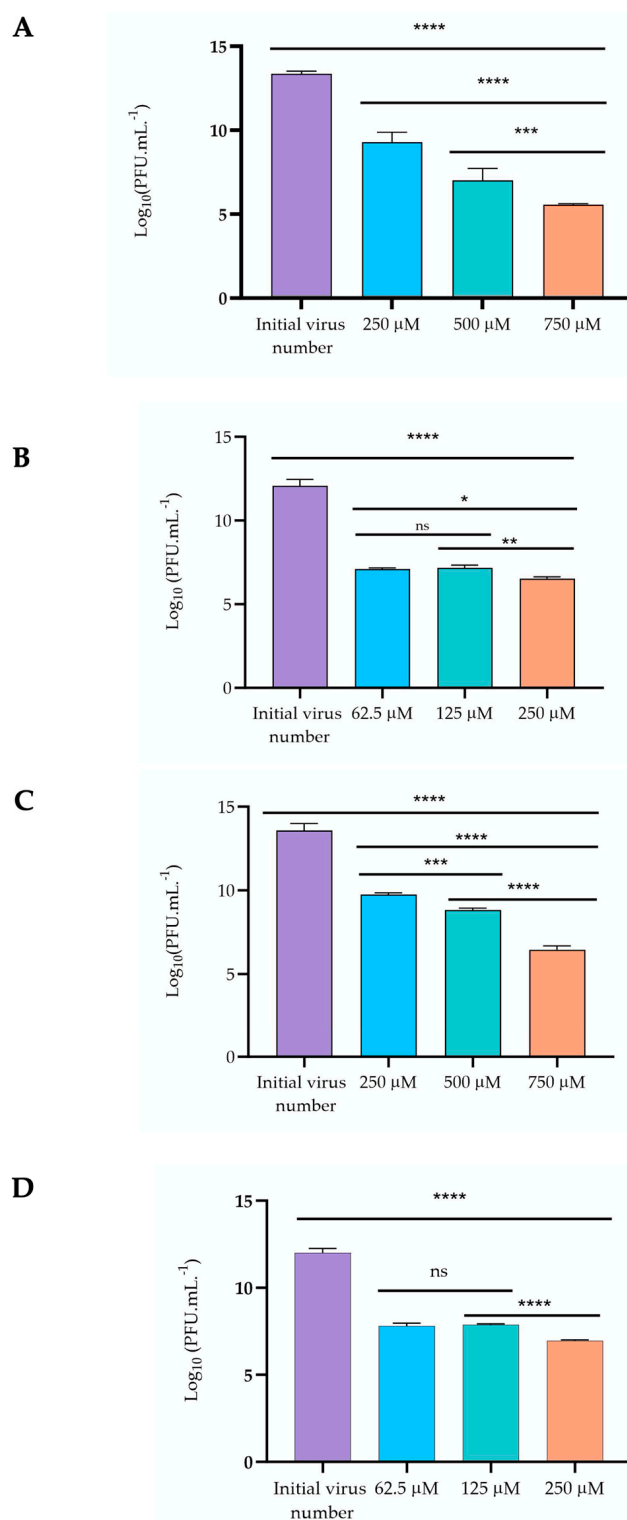 A
****
****
***
Log10(PFU.mL.-1)
15
10
5
0
Initial virus
number
250 µM
500 µM
750 µM
B
****
*
ns
**
Log10 (PFU.mL.-1)
15
10
5
0
Initial virus
number
62.5 µM
125 µM
250 µM
C
****
****
***
****
Log10(PFU.mL.-1)
15
10
5
0
Initial virus
number
250 µM
500 µM
750 µM
D
****
ns
****
Log10 (PFU.mL.-1)
15
10
5
0
Initial virus
number
62.5 µM
125 µM
250 µM